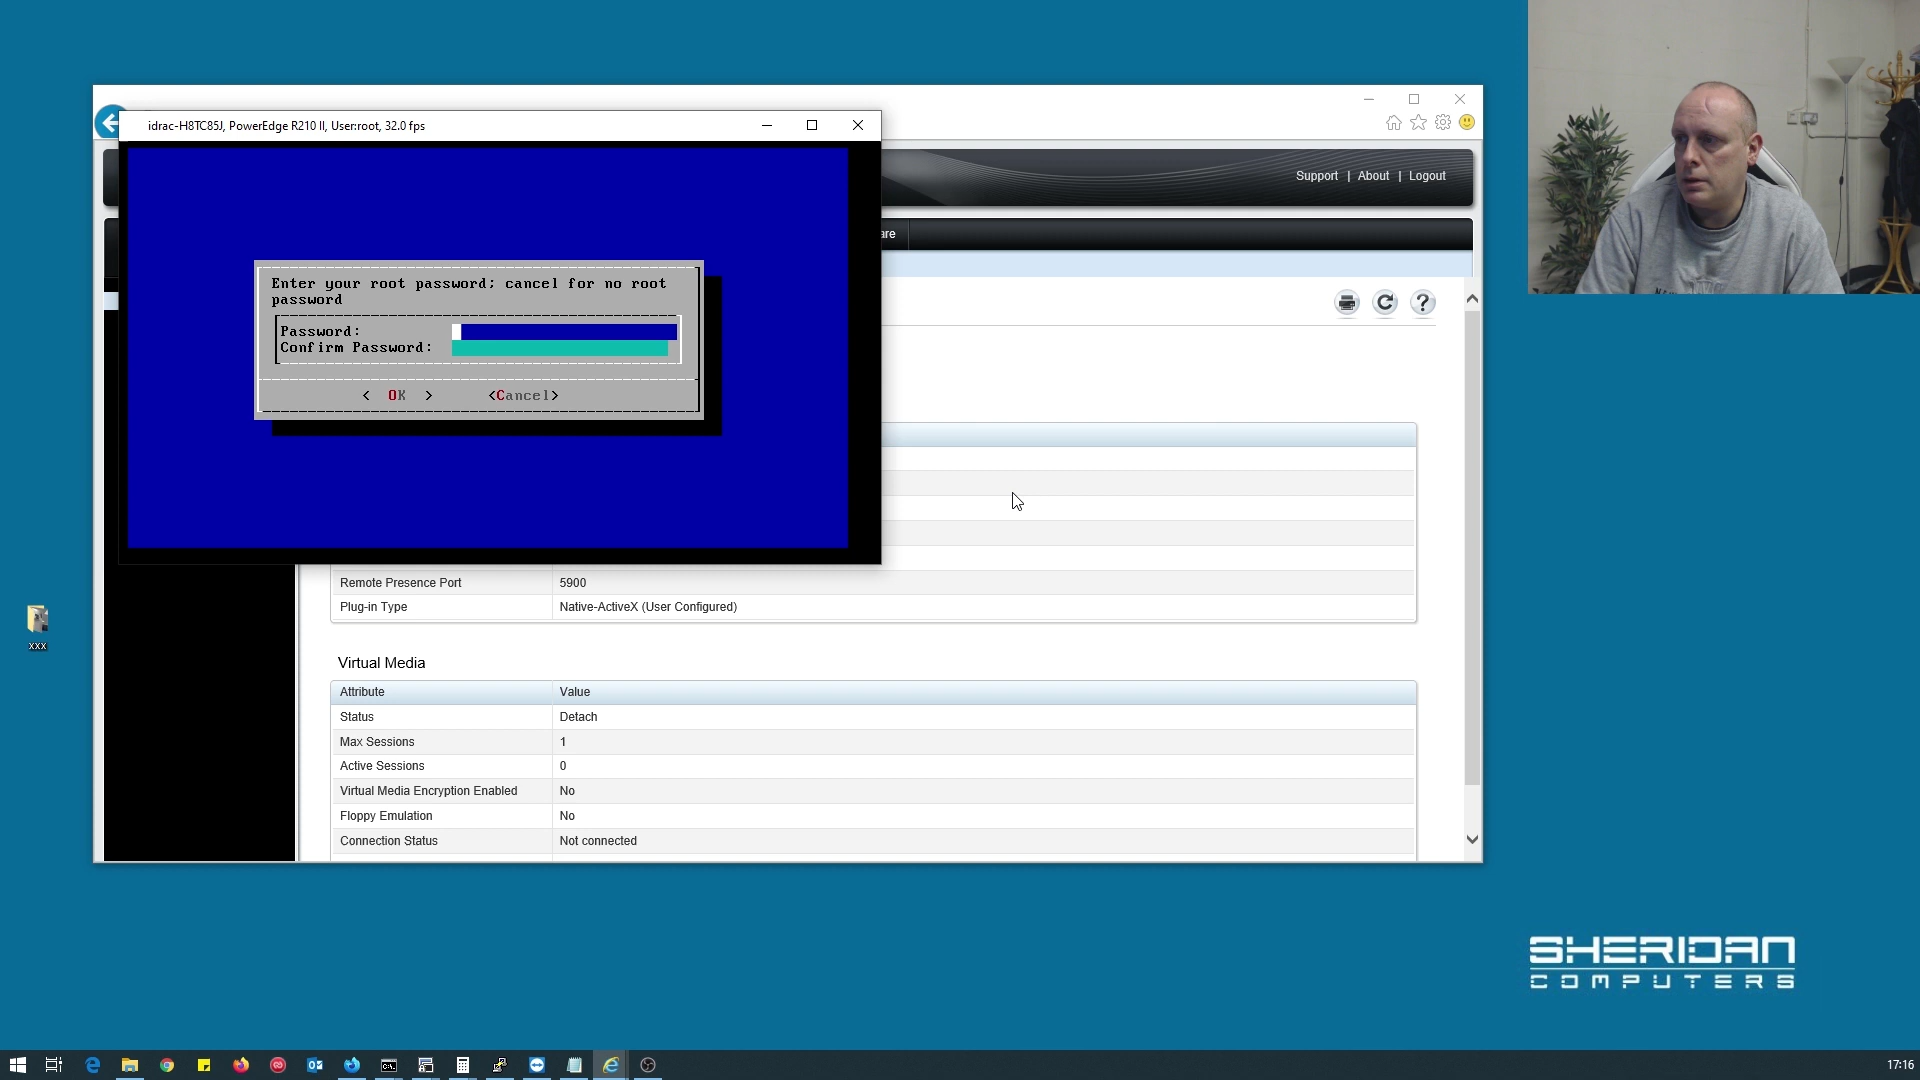 idrac-H8TC85J, PowerEdge R210 II, User:root, 32.0 fps
Support | About | Logout
are
Enter your root password; cancel for no root
password
Password:
Confirm Password:
< OK > <Cancel>
Remote Presence Port 5900
Plug-in Type Native-ActiveX (User Configured)
xxx
Virtual Media
Attribute Value
Status Detach
Max Sessions 1
Active Sessions 0
Virtual Media Encryption Enabled No
Floppy Emulation No
Connection Status Not connected
SHERIDAN
COMPUTERS
17:16